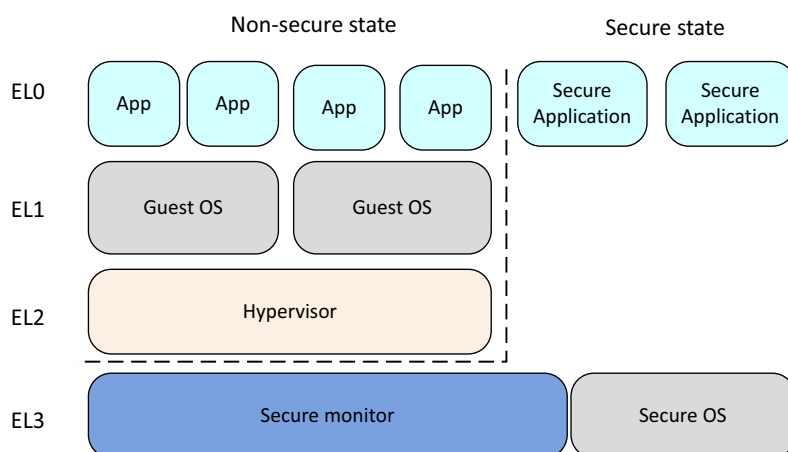 Non-secure state
Secure state
EL0
App
App
App
App
Secure
Application
Secure
Application
EL1
Guest OS
Guest OS
EL2
Hypervisor
EL3
Secure monitor
Secure OS